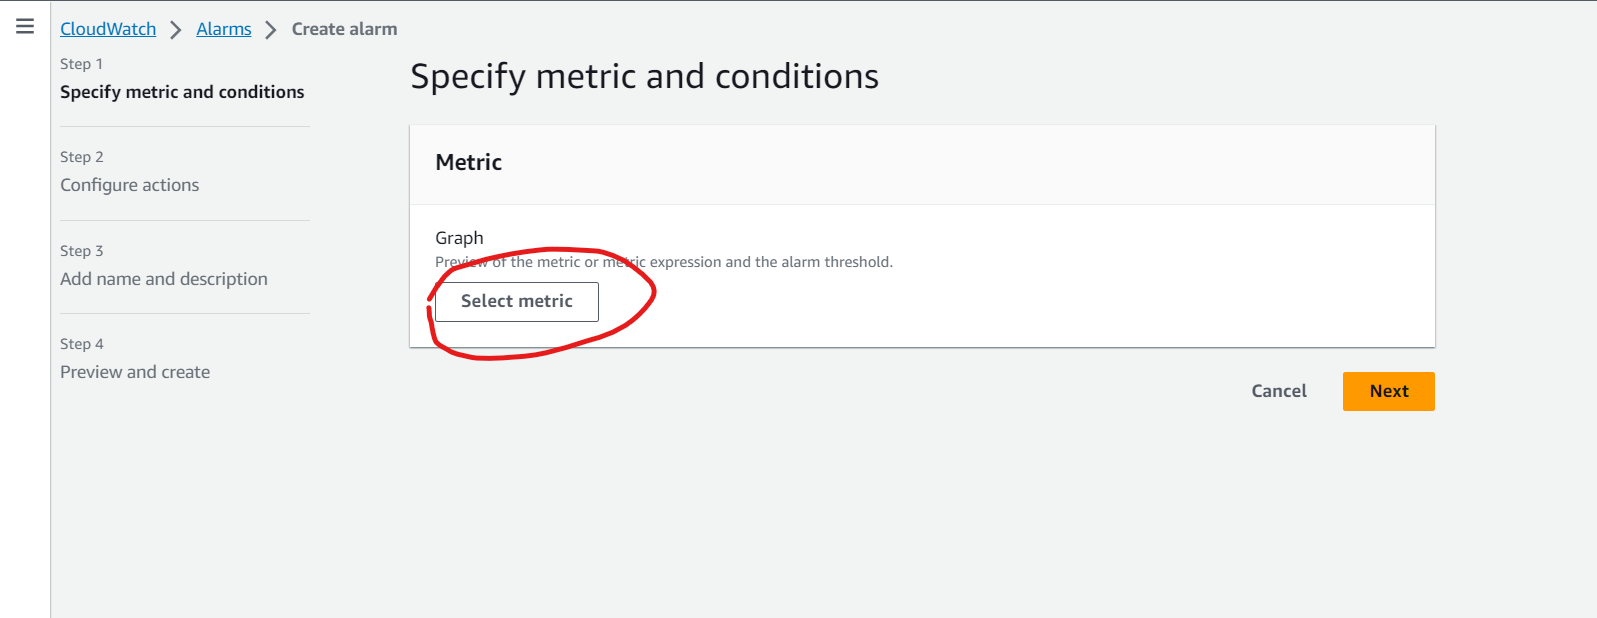 CloudWatch > Alarms > Create alarm
Step 1
Specify metric and conditions
Step 2
Configure actions
Step 3
Add name and description
Step 4
Preview and create
Specify metric and conditions
Metric
Graph
Preview of the metric or metric expression and the alarm threshold.
Select metric
Cancel
Next